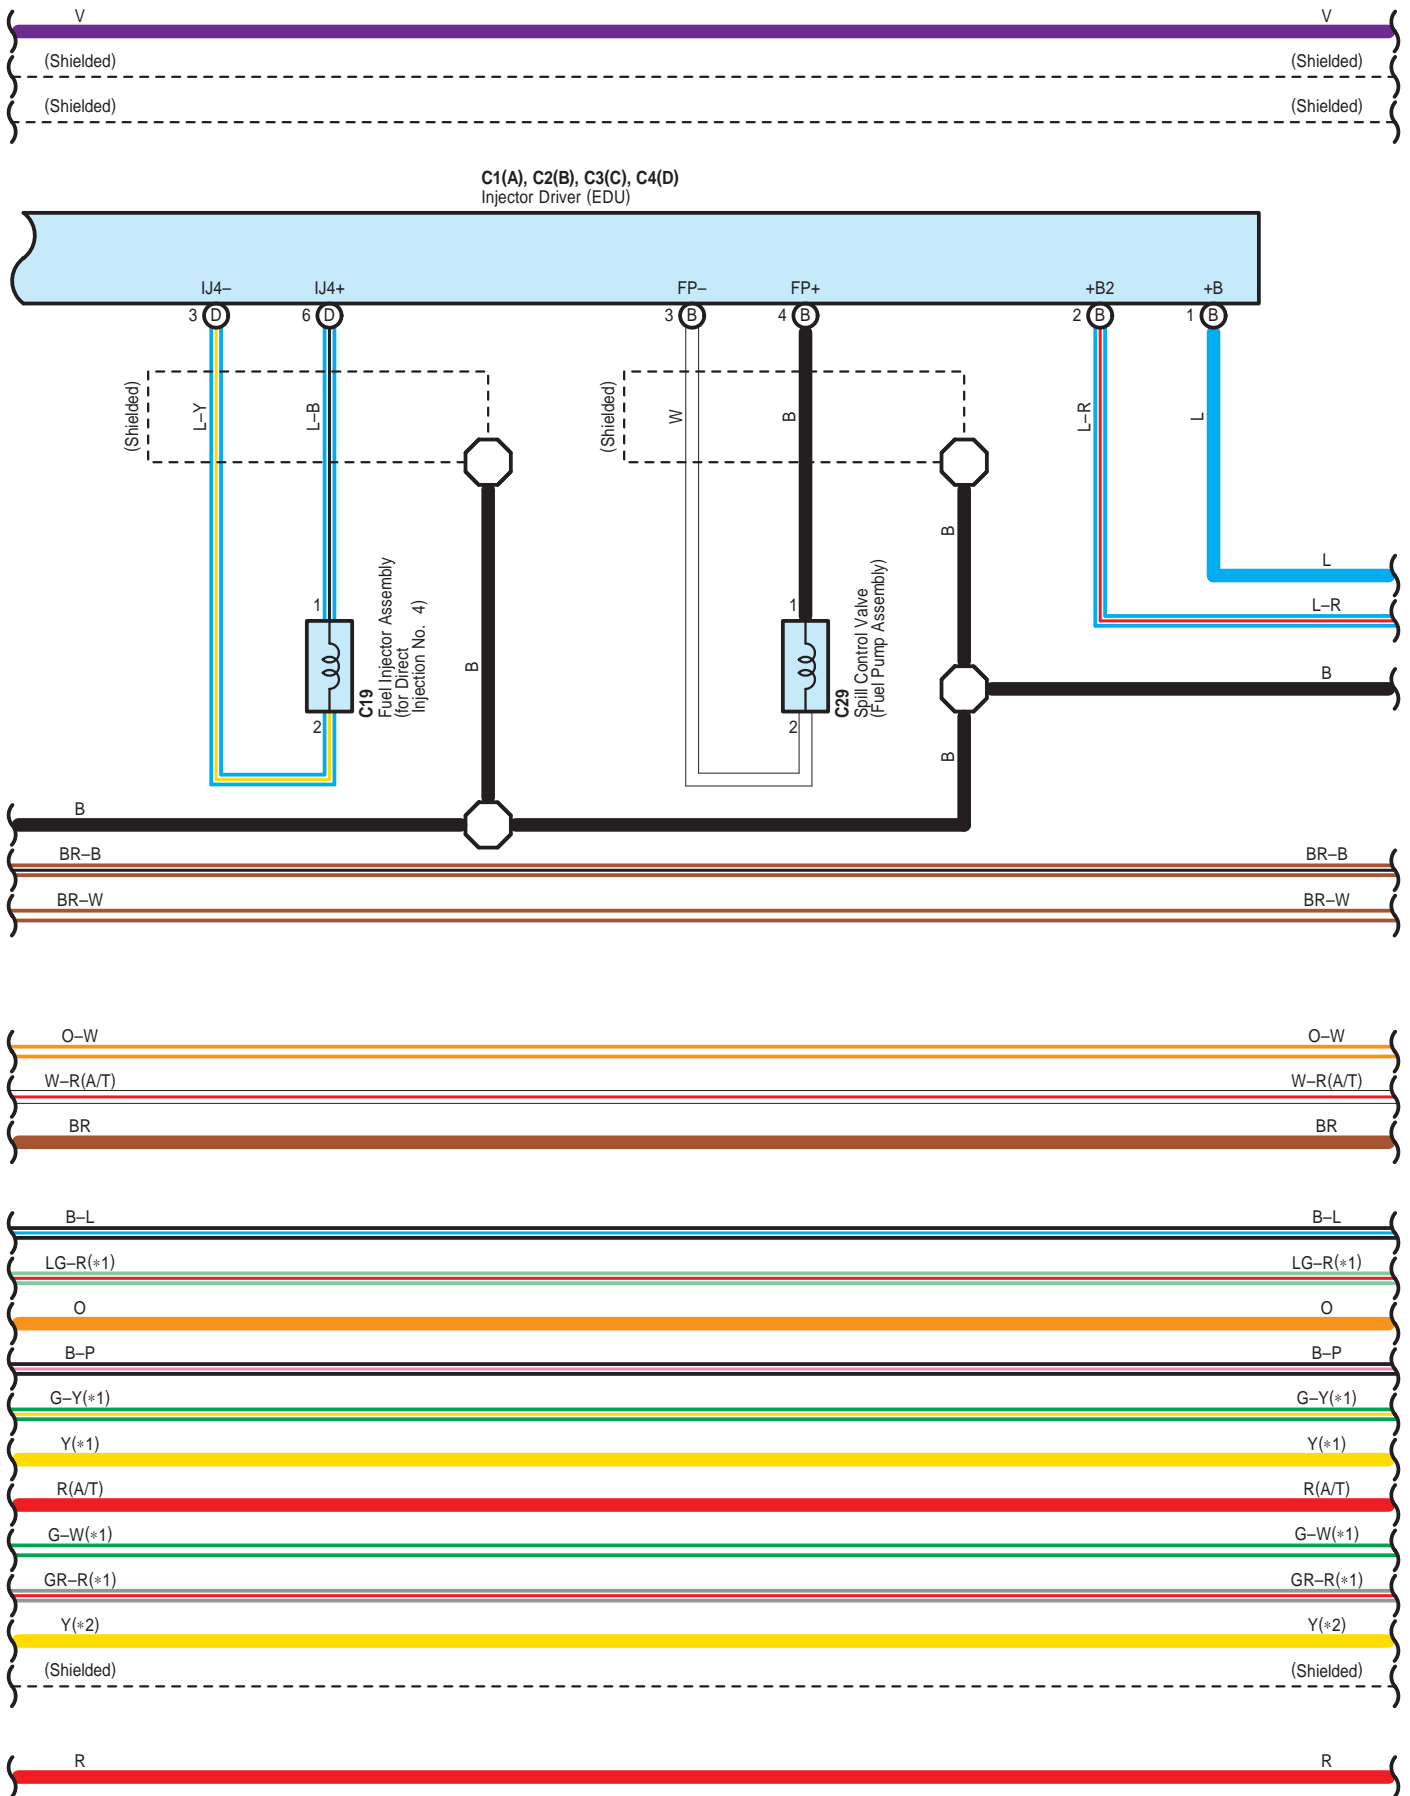 V V
(Shielded) (Shielded)
(Shielded) (Shielded)
C1(A), C2(B), C3(C), C4(D)
Injector Driver (EDU)
IJ4– IJ4+ FP– FP+ +B2 +B
3 D 6 D 3 B 4 B 2 B 1 B
(Shielded) L–Y L–B (Shielded) W B L–R L
B
L
L–R
1 1
C19
Fuel Injector Assembly
(for Direct
Injection No. 4)
C29
Spill Control Valve
(Fuel Pump Assembly)
B
B
2 2
B
B
BR–B BR–B
BR–W BR–W
O–W O–W
W–R(A/T) W–R(A/T)
BR BR
B–L B–L
LG–R(*1) LG–R(*1)
O O
B–P B–P
G–Y(*1) G–Y(*1)
Y(*1) Y(*1)
R(A/T) R(A/T)
G–W(*1) G–W(*1)
GR–R(*1) GR–R(*1)
Y(*2) Y(*2)
(Shielded) (Shielded)
R R